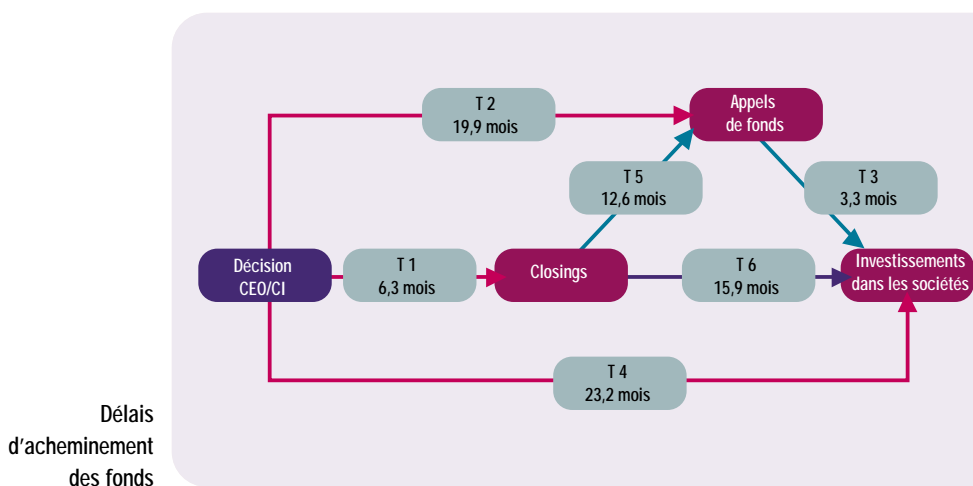 T 2
19,9 mois
Appels
de fonds
T 5
12,6 mois
T 3
3,3 mois
Décision
CEO/CI
T 1
6,3 mois
Closings
T 6
15,9 mois
Investissements
dans les sociétés
T 4
23,2 mois
Délais
d'acheminement
des fonds